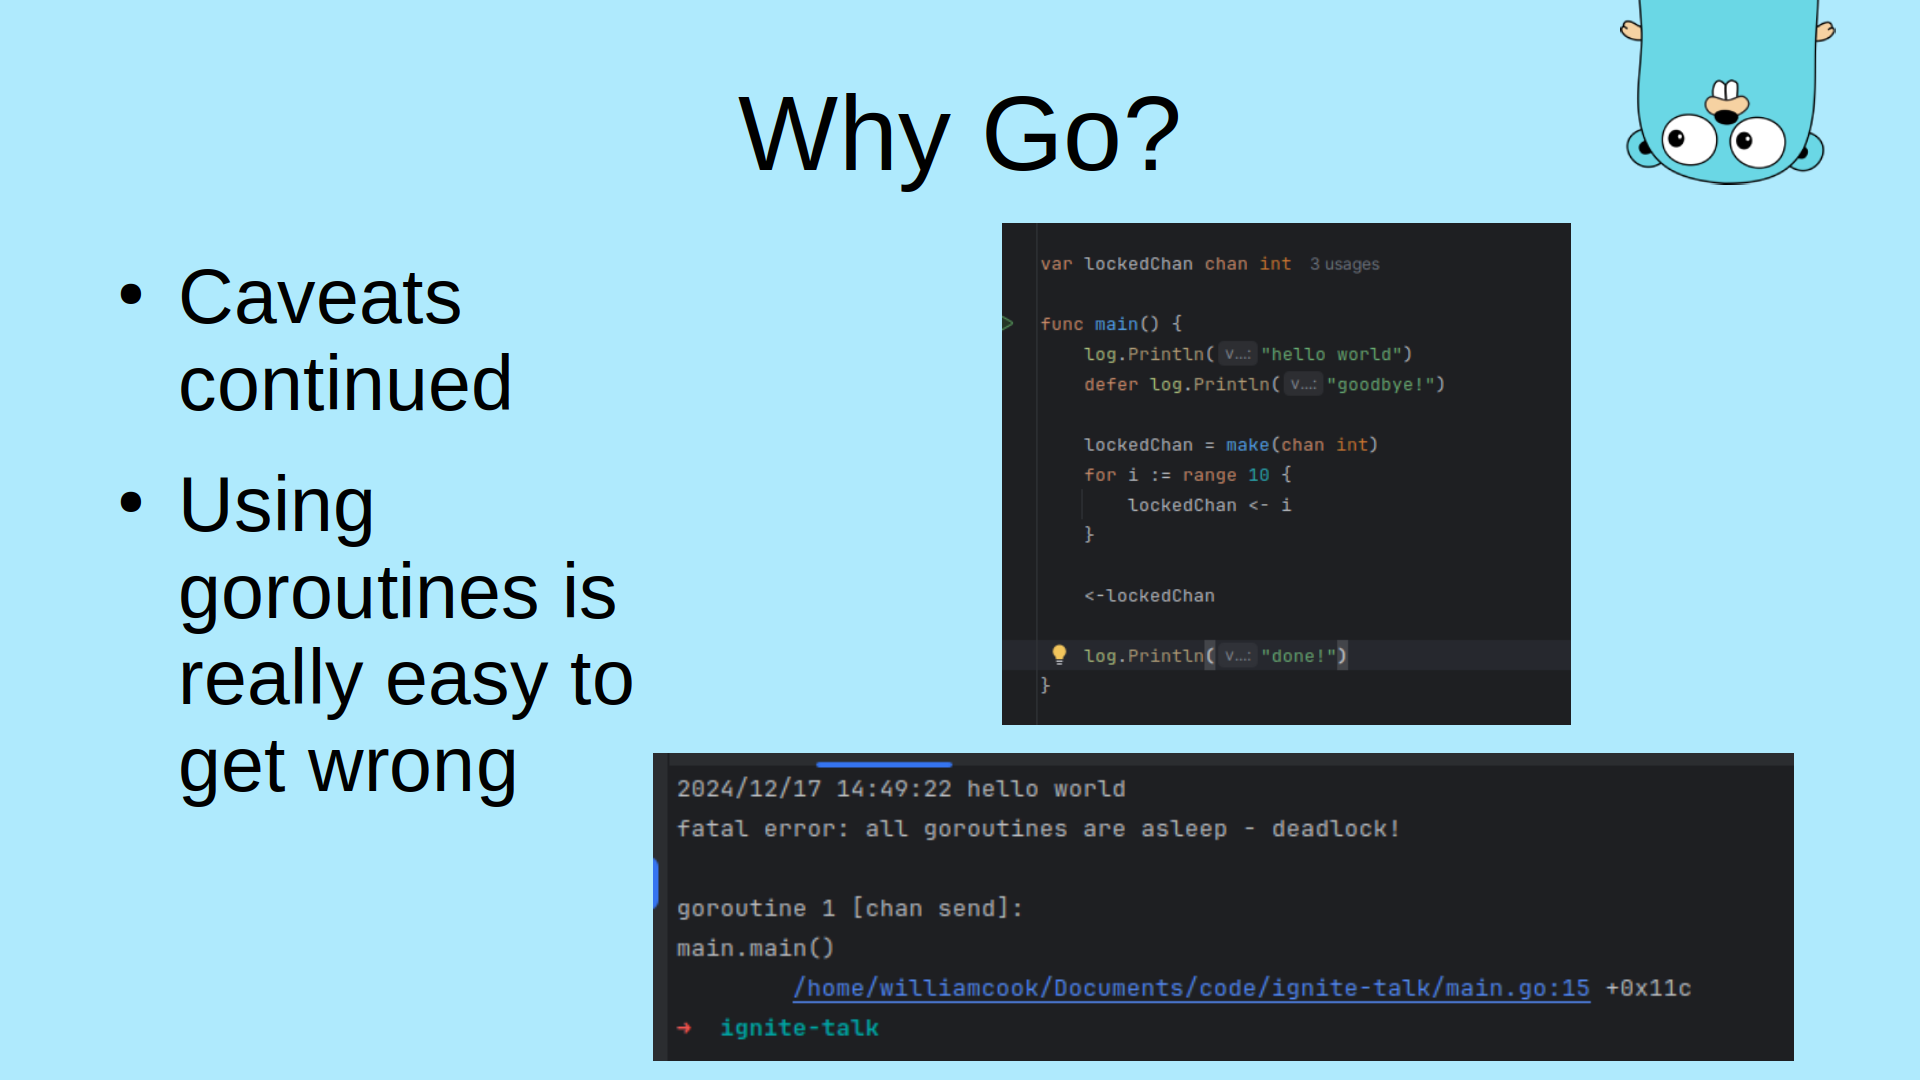 Why Go?
• Caveats
continued
• Using
goroutines is
really easy to
get wrong
var lockedChan chan int 3 usages
func main() {
log.Println( v...: "hello world")
defer log.Println( v...: "goodbye!")
lockedChan = make(chan int)
for i := range 10 {
lockedChan <- i
}
<-lockedChan
log.Println( v...: "done!")
}
2024/12/17 14:49:22 hello world
fatal error: all goroutines are asleep - deadlock!
goroutine 1 [chan send]:
main.main()
/home/williamcook/Documents/code/ignite-talk/main.go:15 +0x11c
➜ ignite-talk